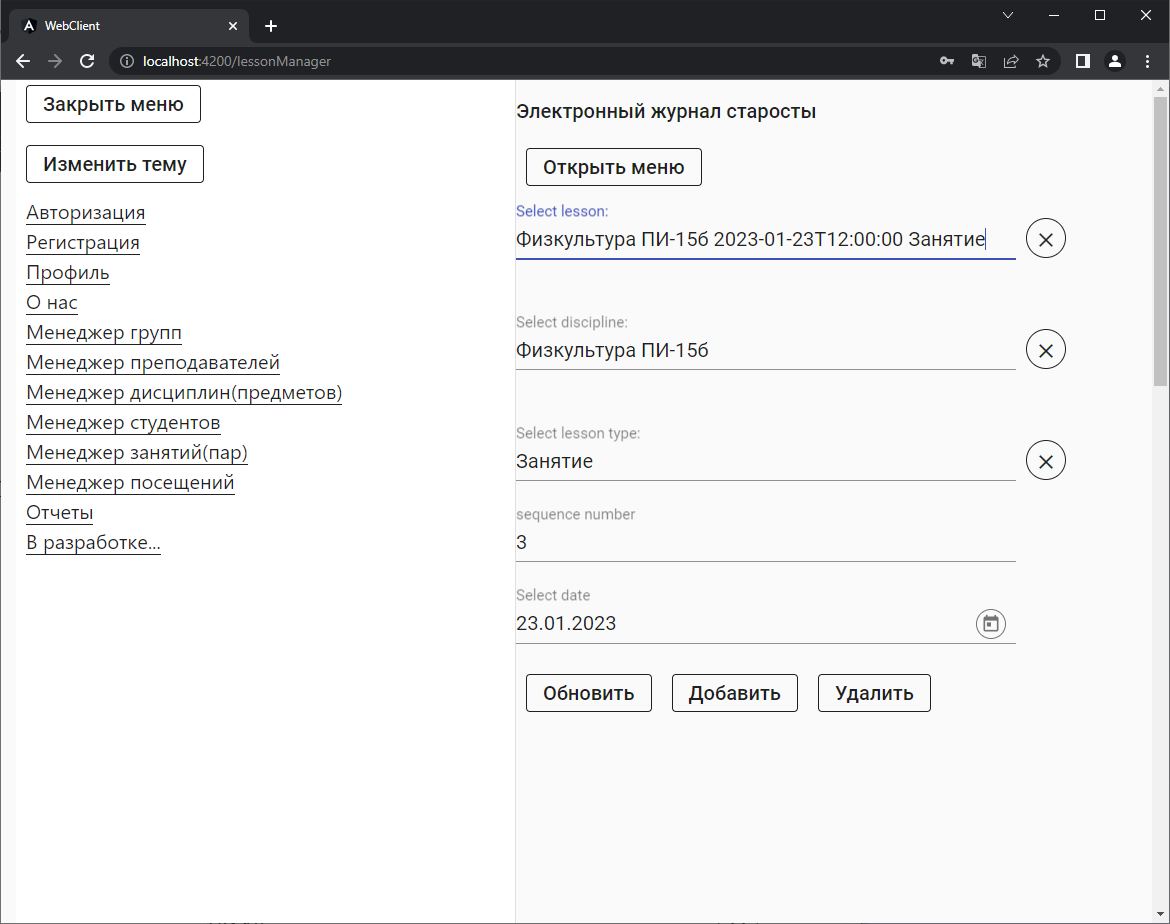 WebClient
localhost:4200/lessonManager
Закрыть меню
Изменить тему
Авторизация
Регистрация
Профиль
О нас
Менеджер групп
Менеджер преподавателей
Менеджер дисциплин(предметов)
Менеджер студентов
Менеджер занятий(пар)
Менеджер посещений
Отчеты
В разработке...
Электронный журнал старосты
Открыть меню
Select lesson:
Физкультура ПИ-15б 2023-01-23T12:00:00 Занятие
Select discipline:
Физкультура ПИ-15б
Select lesson type:
Занятие
sequence number
3
Select date
23.01.2023
Обновить
Добавить
Удалить